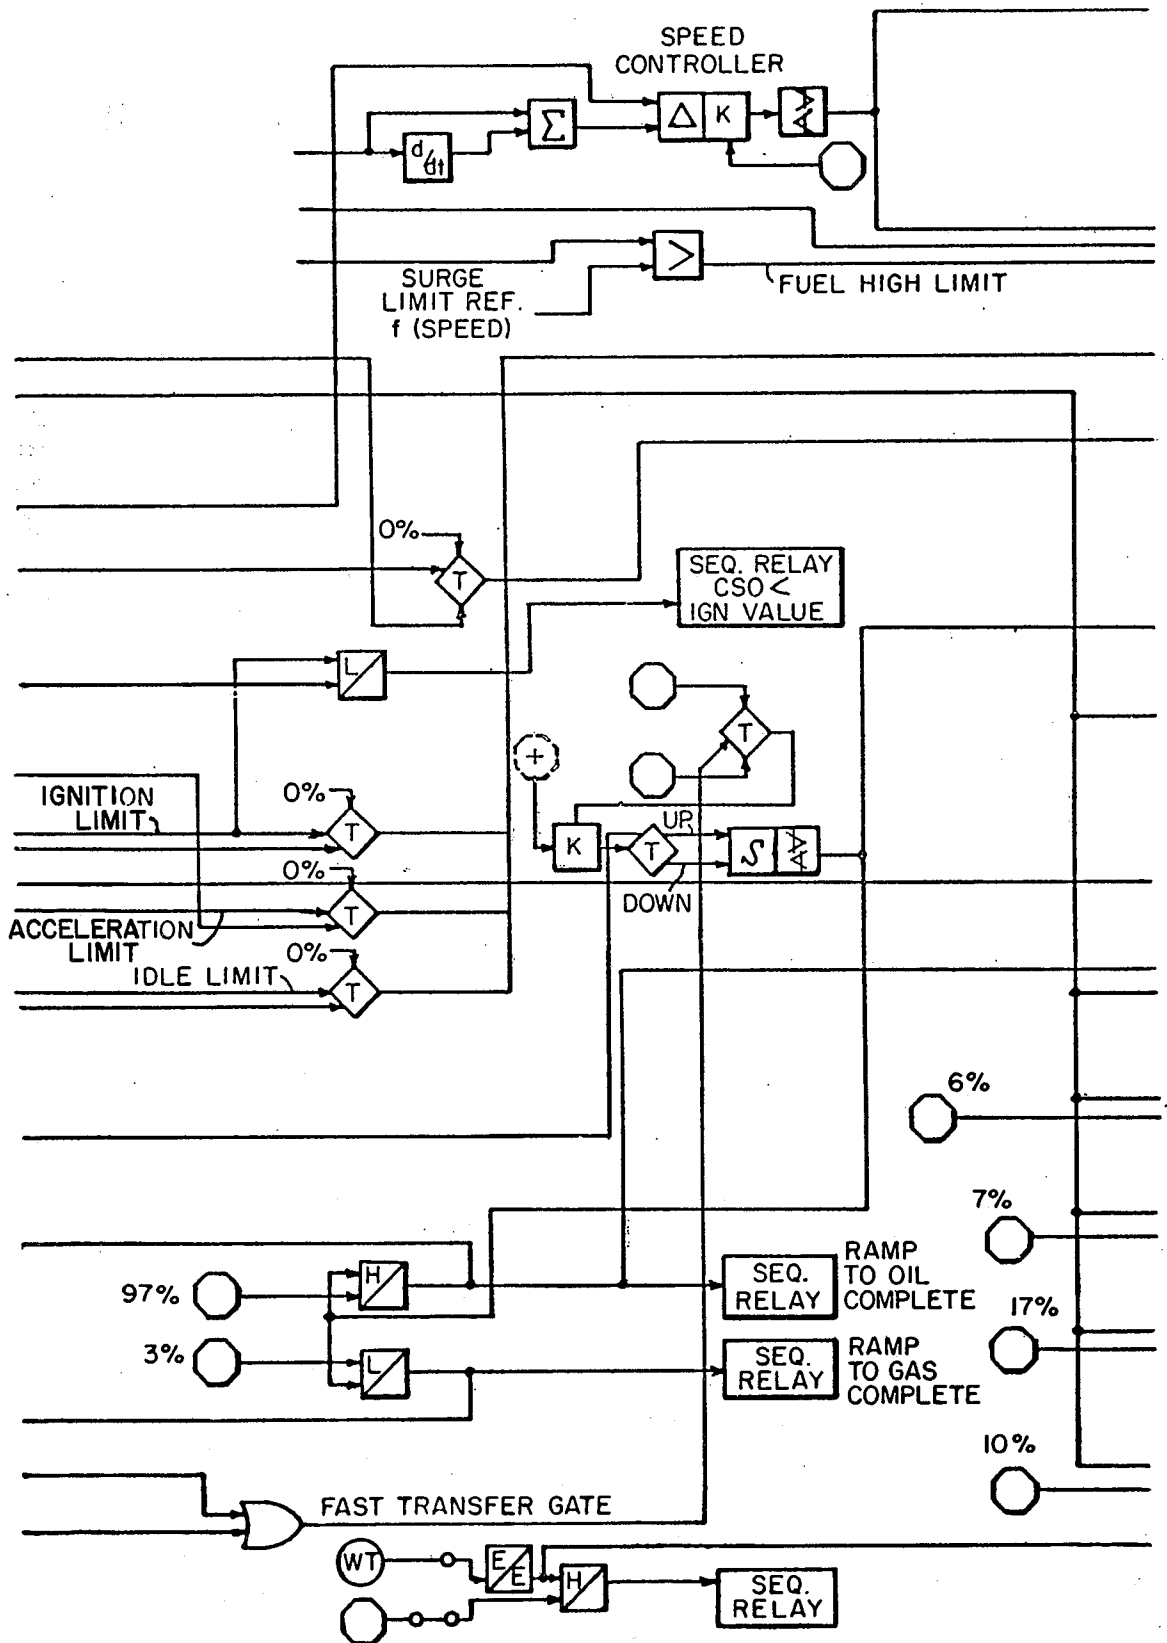 SPEED
CONTROLLER
Σ
Δ K
d/dt
>
SURGE
LIMIT REF.
f (SPEED)
FUEL HIGH LIMIT
0%
T
SEQ. RELAY
CSO <
IGN VALUE
L
T
+
IGNITION
LIMIT
0%
T
UP
K
T
∫
0%
DOWN
T
ACCELERATION
LIMIT
0%
IDLE LIMIT
T
6%
7%
97%
H
SEQ.
RELAY
RAMP
TO OIL
COMPLETE
17%
3%
L
SEQ.
RELAY
RAMP
TO GAS
COMPLETE
10%
FAST TRANSFER GATE
WT
E/E
H
SEQ.
RELAY